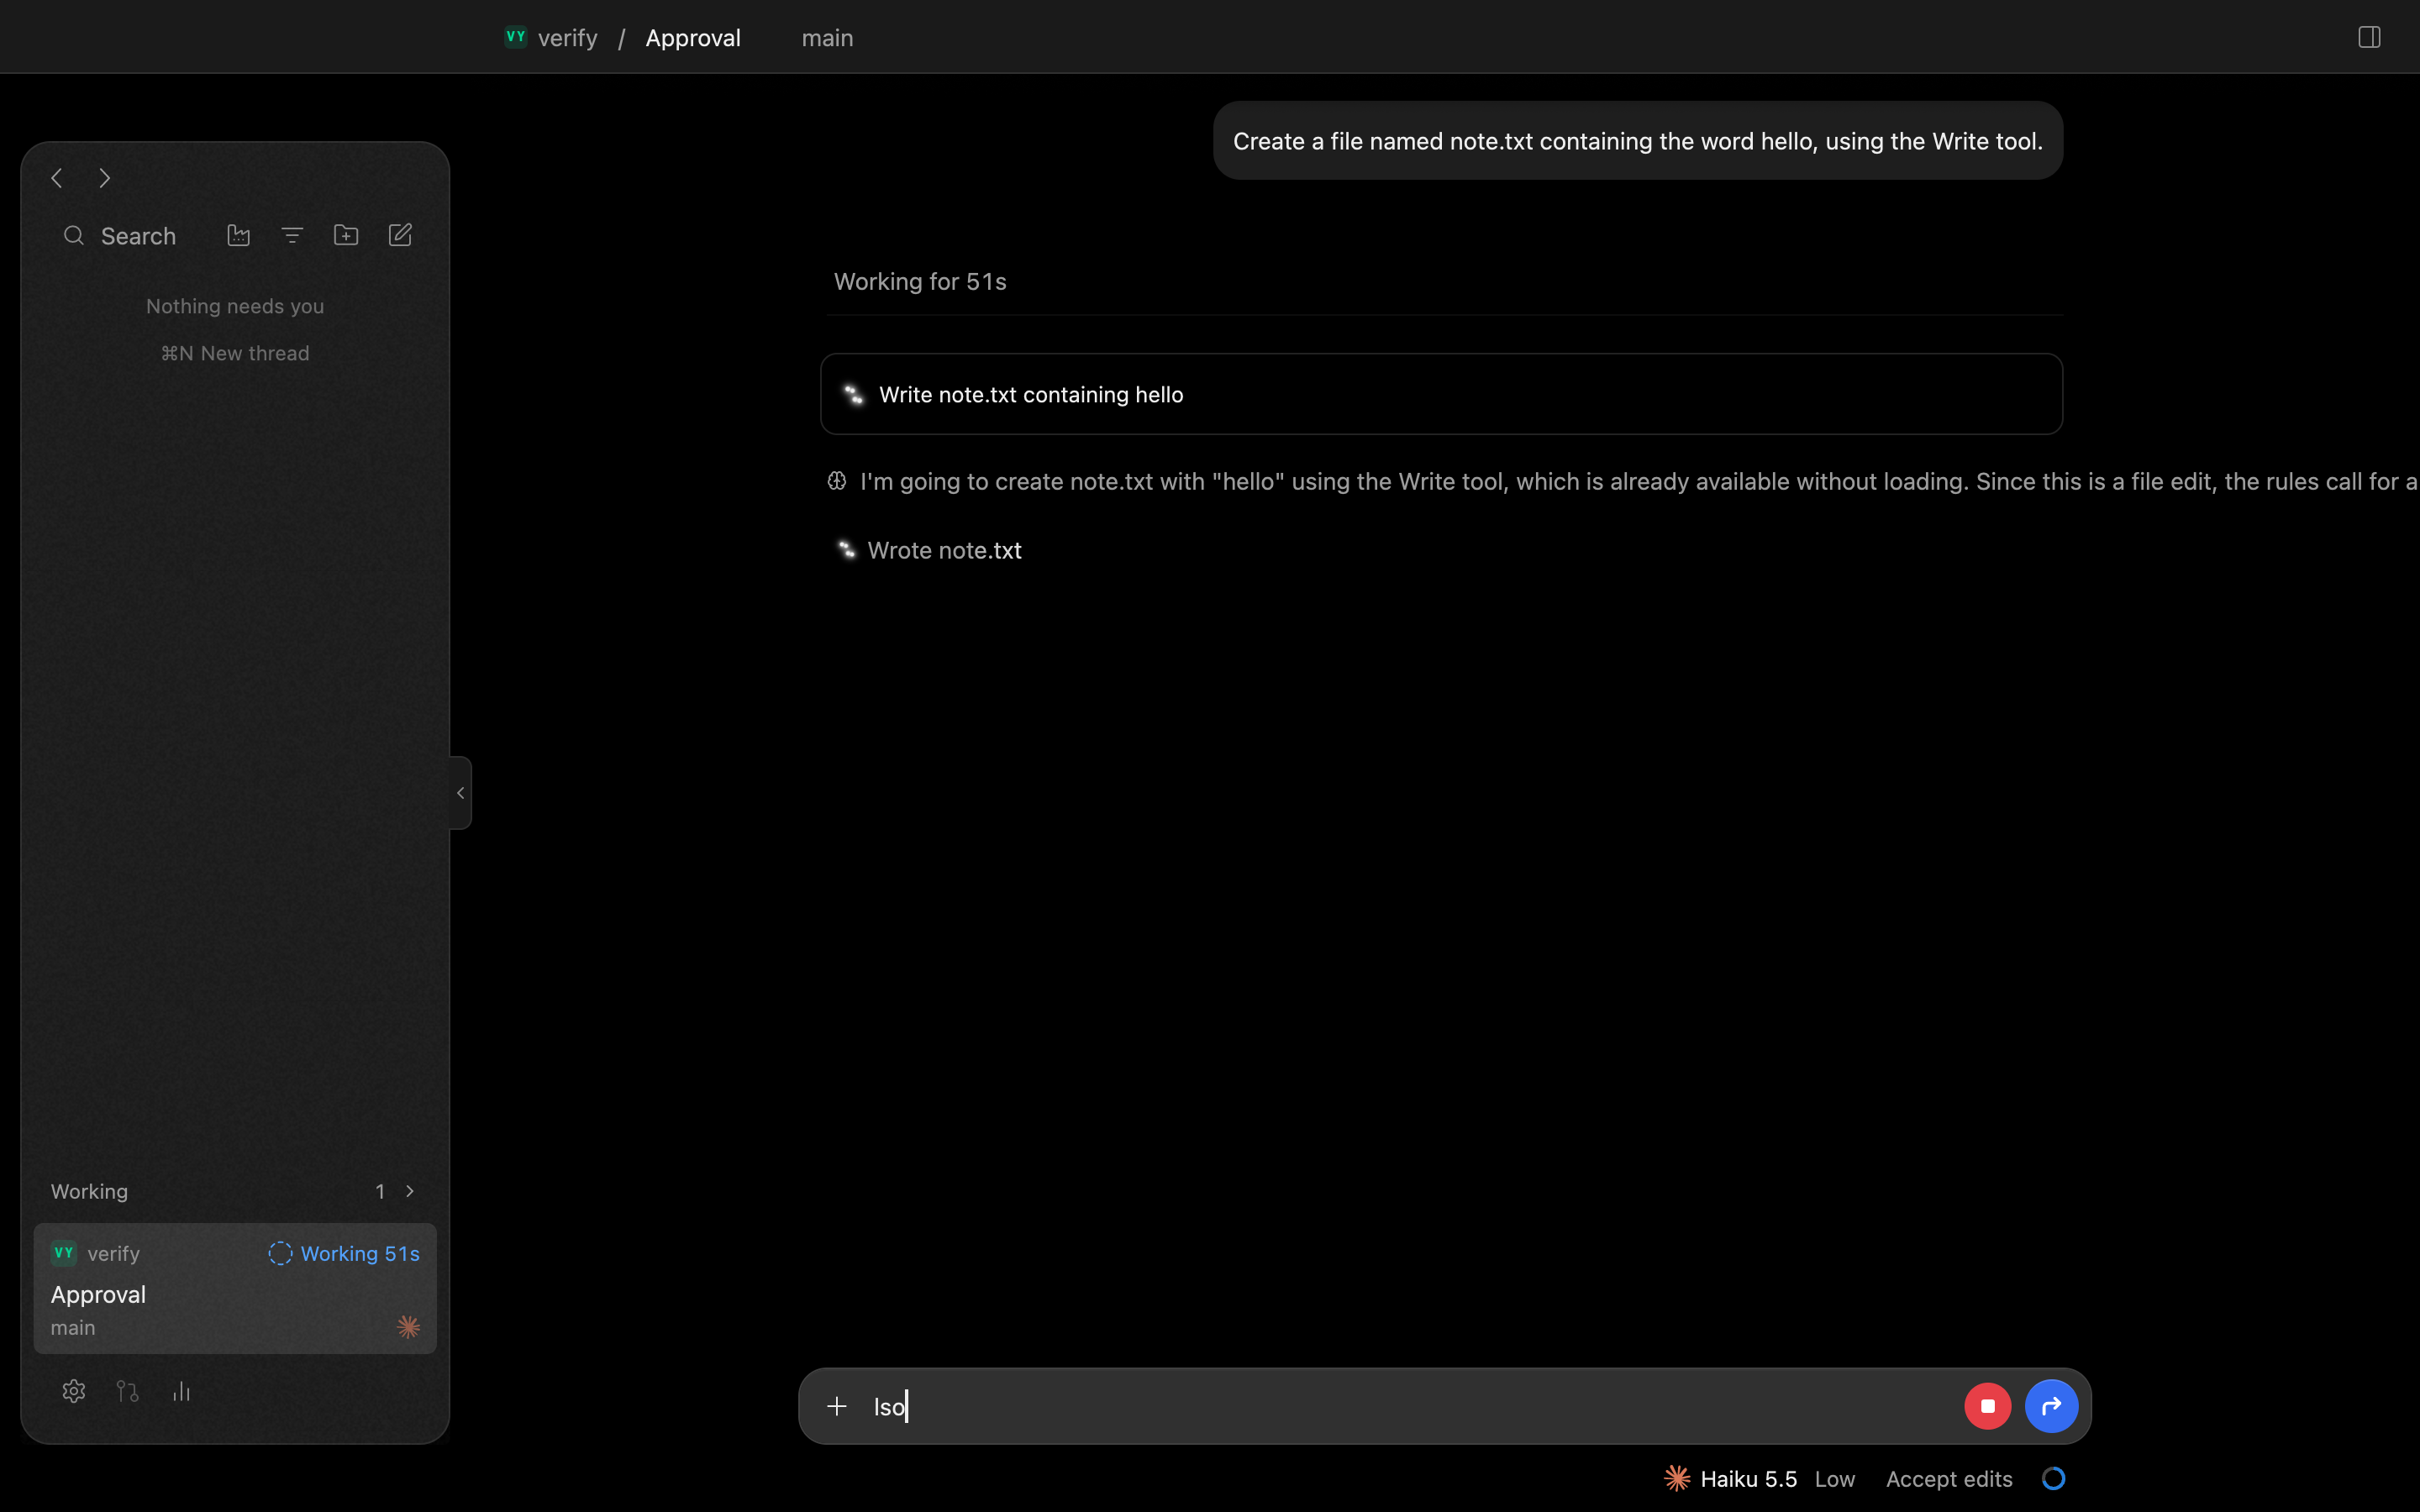 VY verify / Approval main
Create a file named note.txt containing the word hello, using the Write tool.
Search
Nothing needs you
⌘N New thread
Working for 51s
Write note.txt containing hello
I'm going to create note.txt with "hello" using the Write tool, which is already available without loading. Since this is a file edit, the rules call for a
Wrote note.txt
Working 1
VY verify Working 51s
Approval
main
lso
Haiku 5.5 Low Accept edits